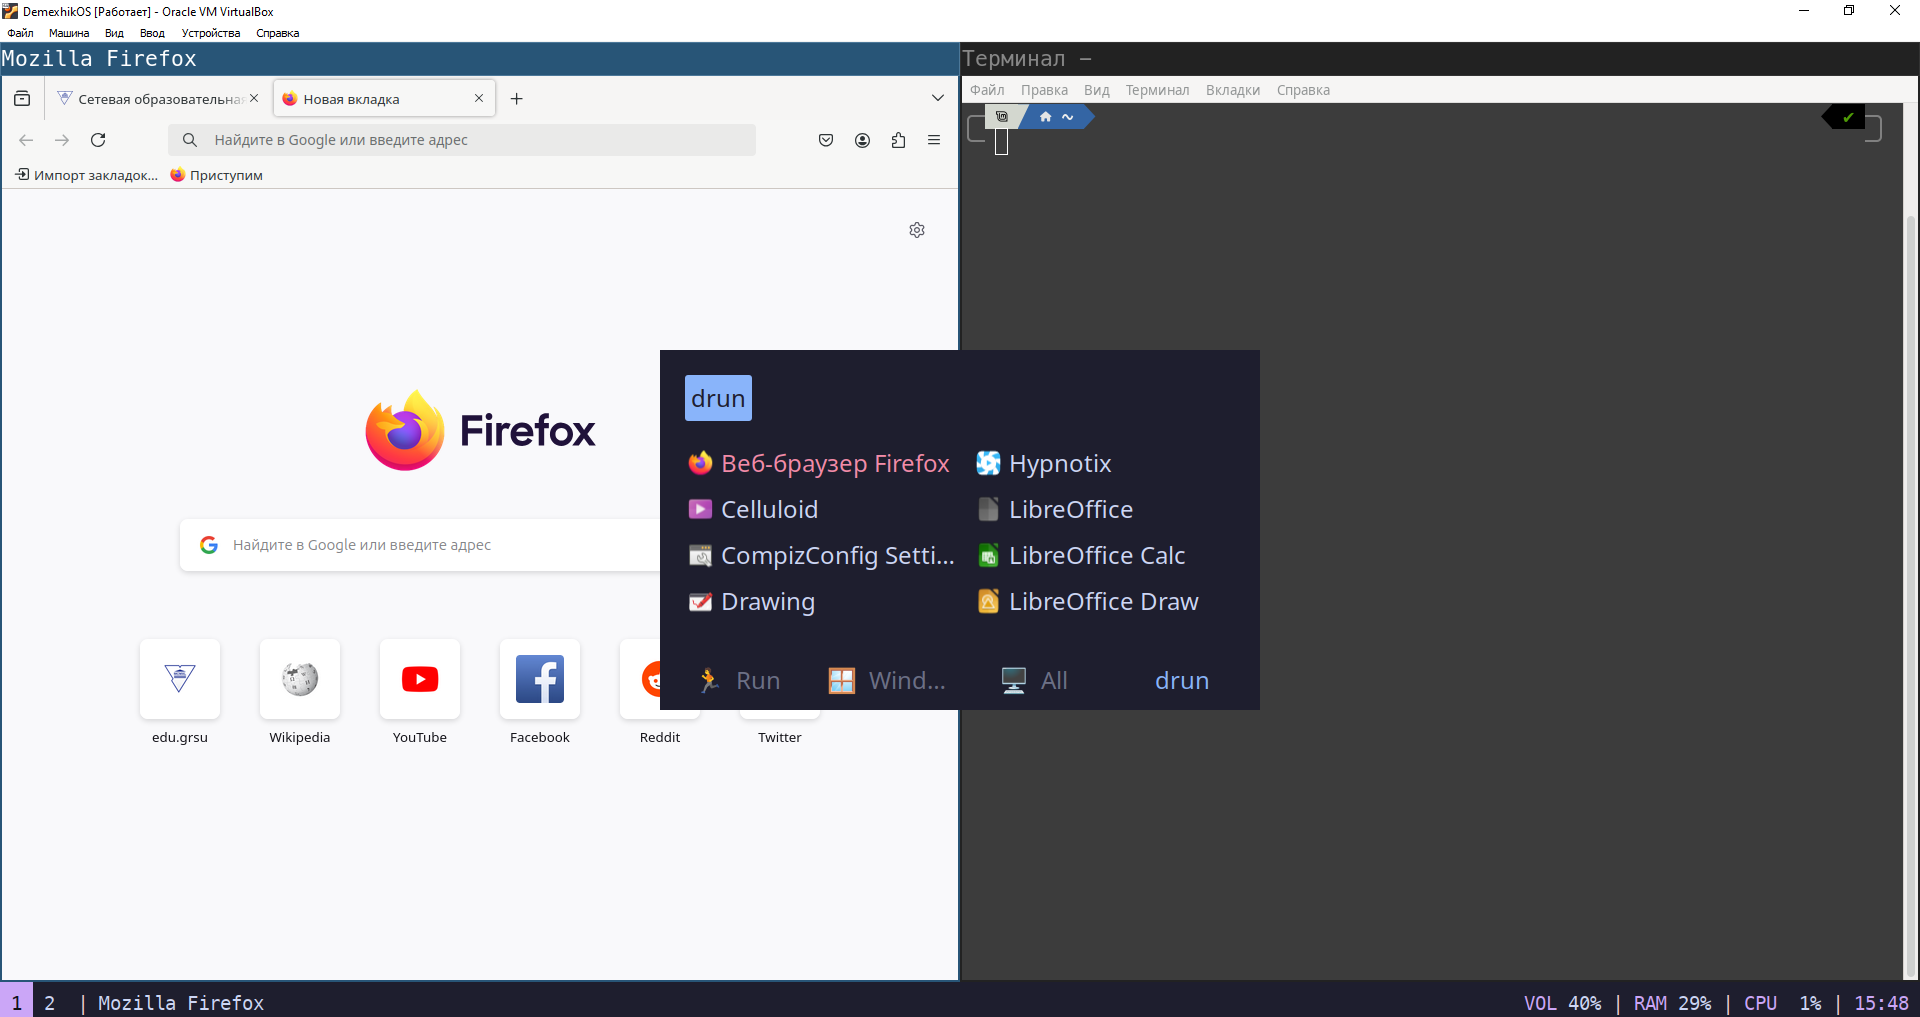 DemexhikOS [Работает] - Oracle VM VirtualBox
Файл Машина Вид Ввод Устройства Справка
Mozilla Firefox
Сетевая образовательная
Новая вкладка
Найдите в Google или введите адрес
Импорт закладок... Приступим
Firefox
Найдите в Google или введите адрес
edu.grsu Wikipedia YouTube Facebook Reddit Twitter
Терминал –
Файл Правка Вид Терминал Вкладки Справка
~
drun
Веб-браузер Firefox
Celluloid
CompizConfig Setti...
Drawing
Hypnotix
LibreOffice
LibreOffice Calc
LibreOffice Draw
Run Wind... All drun
1 2 | Mozilla Firefox
VOL 40% | RAM 29% | CPU 1% | 15:48